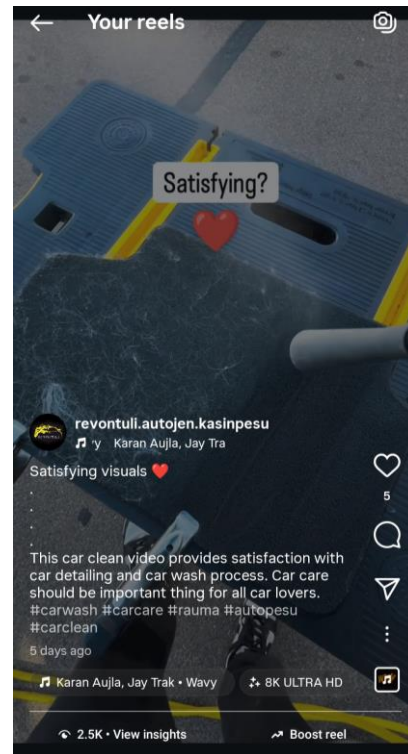 Your reels
Satisfying?
revontuli.autojen.kasinpesu
'y Karan Aujla, Jay Tra
Satisfying visuals ❤️
.
.
.
.
This car clean video provides satisfaction with
car detailing and car wash process. Car care
should be important thing for all car lovers.
#carwash #carcare #rauma #autopesu
#carclean
5
5 days ago
Karan Aujla, Jay Trak • Wavy
8K ULTRA HD
2.5K • View insights
Boost reel